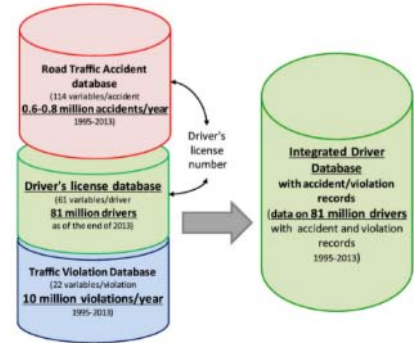 Road Traffic Accident
database
(114 variables/accident
0.6-0.8 million accidents/year
1995-2013)
Driver's
license
number
Driver's license database
(61 variables/driver
81 million drivers
as of the end of 2013)
Traffic Violation Database
(22 variables/violation
10 million violations/year
1995-2013)
Integrated Driver
Database
with accident/violation
records
(data on 81 million drivers
with accident and violation
records
1995-2013)